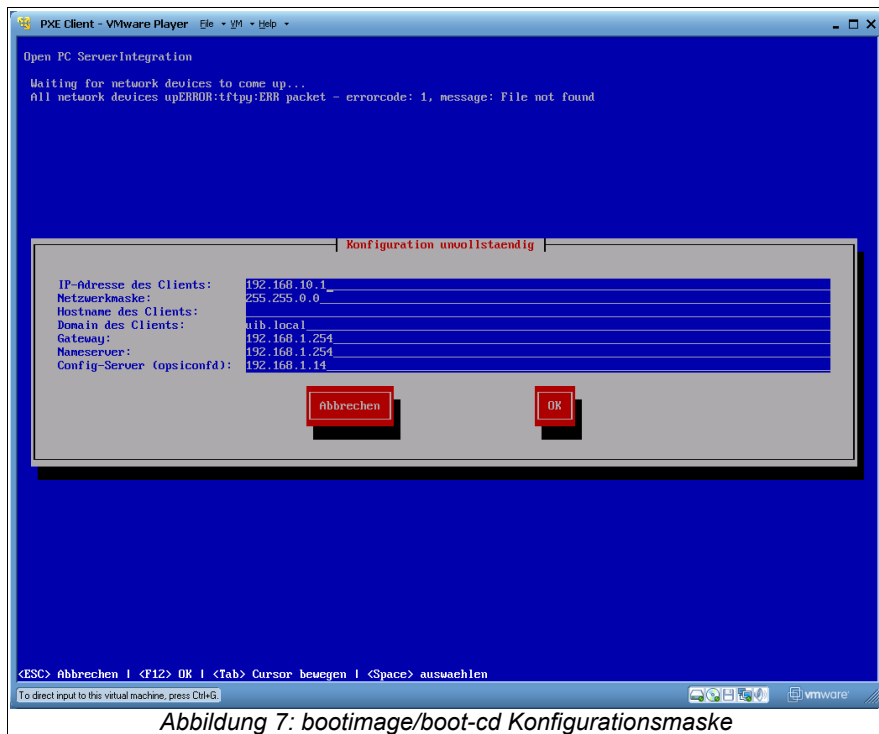 PXE Client - VMware Player File VM Help
Open PC ServerIntegration
Waiting for network devices to come up...
All network devices upERROR:tftpy:ERR packet - errorcode: 1, message: File not found
Konfiguration unvollstaendig
IP-Adresse des Clients: 192.168.10.1
Netzwerkmaske: 255.255.0.0
Hostname des Clients:
Domain des Clients: uib.local
Gateway: 192.168.1.254
Nameserver: 192.168.1.254
Config-Server (opsiconfd): 192.168.1.14
Abbrechen OK
<ESC> Abbrechen | <F12> OK | <Tab> Cursor bewegen | <Space> auswaehlen
To direct input to this virtual machine, press Ctrl+G. vmware
Abbildung 7: bootimage/boot-cd Konfigurationsmaske